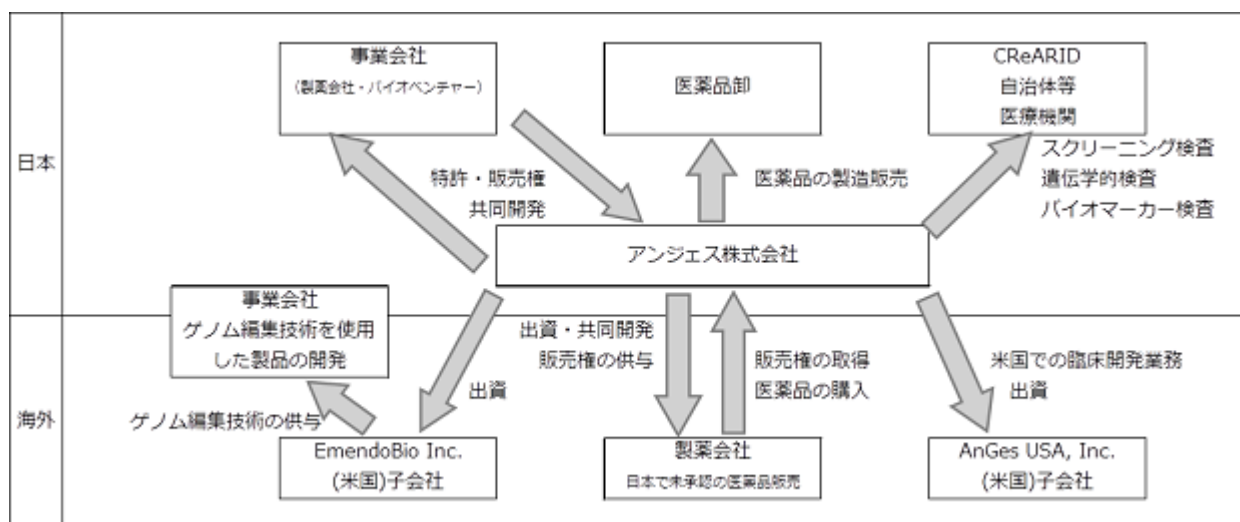 事業会社
(製薬会社・バイオベンチャー)
医薬品卸
CReARID
自治体等
医療機関
日本
特許・販売権
共同開発
医薬品の製造販売
スクリーニング検査
遺伝学的検査
バイオマーカー検査
アンジェス株式会社
事業会社
ゲノム編集技術を使用
した製品の開発
出資・共同開発
販売権の供与
販売権の取得
医薬品の購入
米国での臨床開発業務
出資
出資
海外
ゲノム編集技術の供与
EmendoBio Inc.
(米国)子会社
製薬会社
日本で未承認の医薬品販売
AnGes USA, Inc.
(米国)子会社